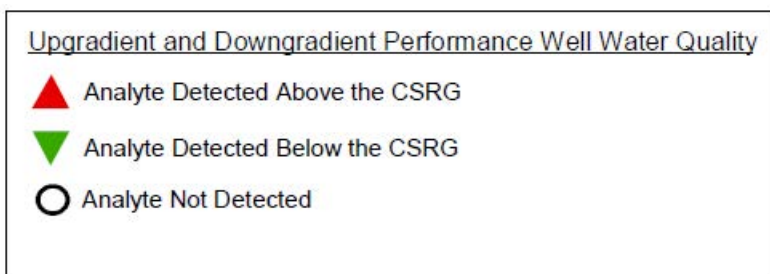 Upgradient and Downgradient Performance Well Water Quality
Analyte Detected Above the CSRG
Analyte Detected Below the CSRG
Analyte Not Detected